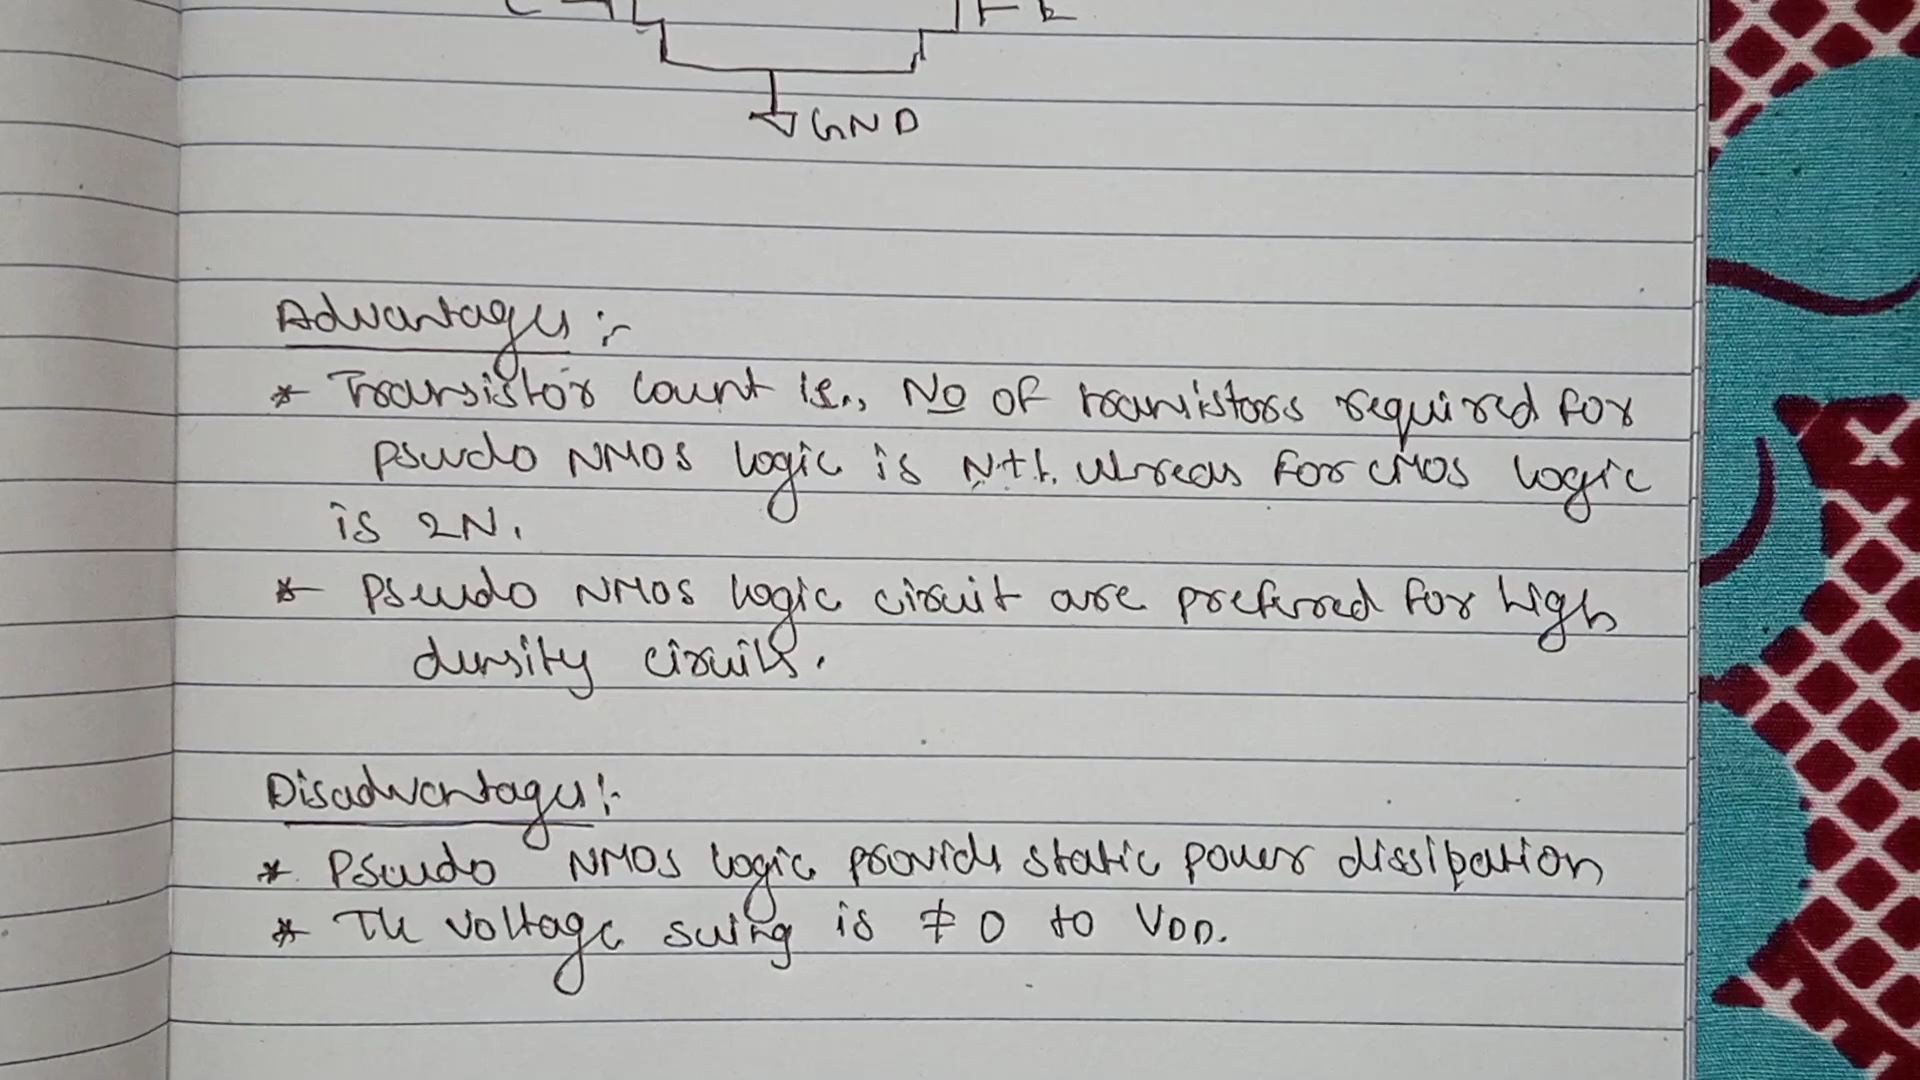 GND
Advantages :-
* Transistor count ie., No of transistors required for
pseudo NMOS logic is N+1. whereas for CMOS logic
is 2N.
* Pseudo NMOS logic circuit are preferred for high
density circuits.
Disadvantages :-
* Pseudo NMOS logic provides static power dissipation
* The voltage swing is ≠ 0 to VDD.